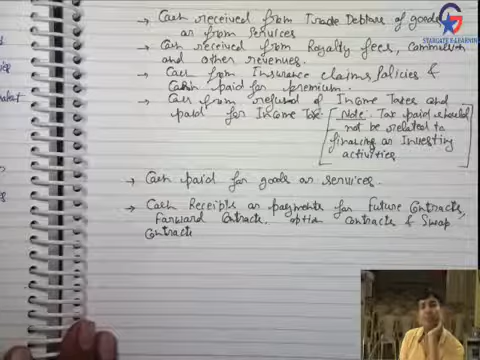 STARGATE E-LEARNING
→ Cash received from Trade Debtors of goods
or from services
→ Cash received from Royalty fees, commission
and other revenues.
→ Cash from Insurance claims, policies &
Cash paid for premium.
→ Cash from refund of Income Taxes and
paid for Income Tax. [Note: Tax paid should
not be related to
financing or Investing
activities]
→ Cash paid for goods or services.
→ Cash Receipts or payments for Future Contracts,
Forward Contracts, option Contracts & Swap
Contracts